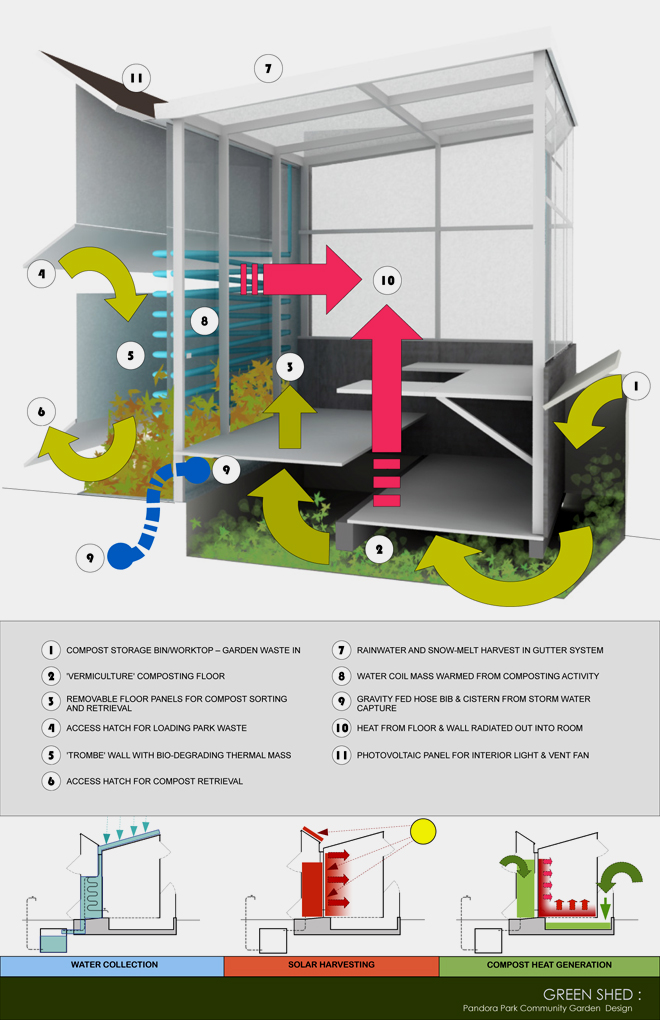 11
7
4
10
8
5
3
1
6
9
9
2
1 COMPOST STORAGE BIN/WORKTOP – GARDEN WASTE IN
2 'VERMICULTURE' COMPOSTING FLOOR
3 REMOVABLE FLOOR PANELS FOR COMPOST SORTING
AND RETRIEVAL
4 ACCESS HATCH FOR LOADING PARK WASTE
5 'TROMBE' WALL WITH BIO-DEGRADING THERMAL MASS
6 ACCESS HATCH FOR COMPOST RETRIEVAL
7 RAINWATER AND SNOW-MELT HARVEST IN GUTTER SYSTEM
8 WATER COIL MASS WARMED FROM COMPOSTING ACTIVITY
9 GRAVITY FED HOSE BIB & CISTERN FROM STORM WATER
CAPTURE
10 HEAT FROM FLOOR & WALL RADIATED OUT INTO ROOM
11 PHOTOVOLTAIC PANEL FOR INTERIOR LIGHT & VENT FAN
WATER COLLECTION
SOLAR HARVESTING
COMPOST HEAT GENERATION
GREEN SHED :
Pandora Park Community Garden Design